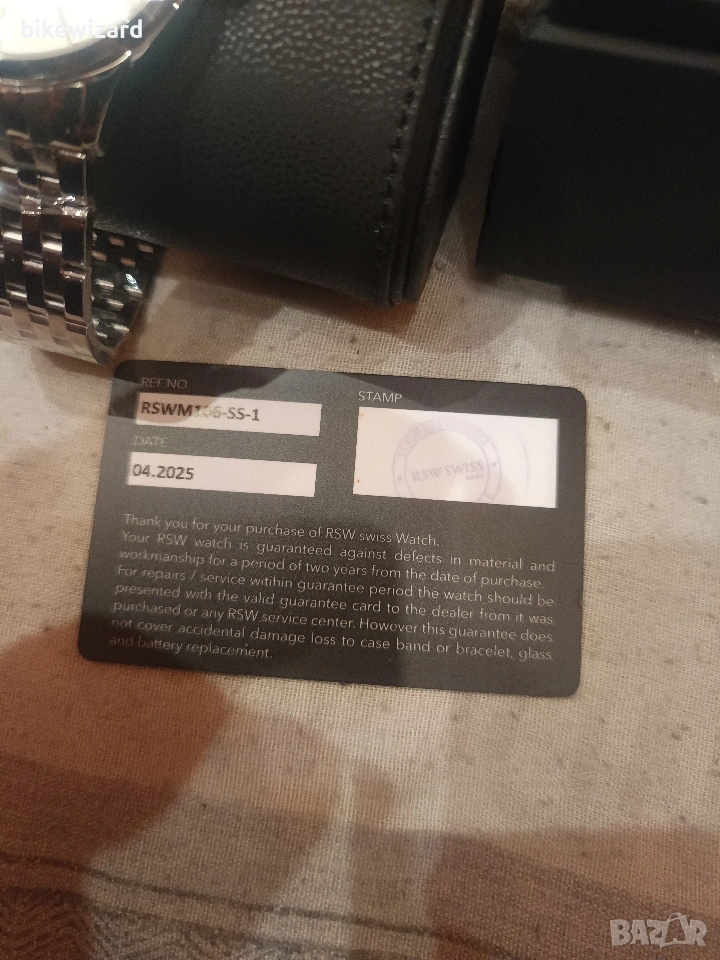 bikewizard
REF NO.
RSWM106-SS-1
STAMP
RSW SWISS
DATE
04.2025
Thank you for your purchase of RSW swiss Watch.
Your RSW watch is guaranteed against defects in material and
workmanship for a period of two years from the date of purchase.
For repairs / service witihin guarantee period the watch should be
presented with the valid guarantee card to the dealer from it was
purchased or any RSW service center. However this guarantee does
not cover accidental damage loss to case band or bracelet, glass
and battery replacement.
BAZAR